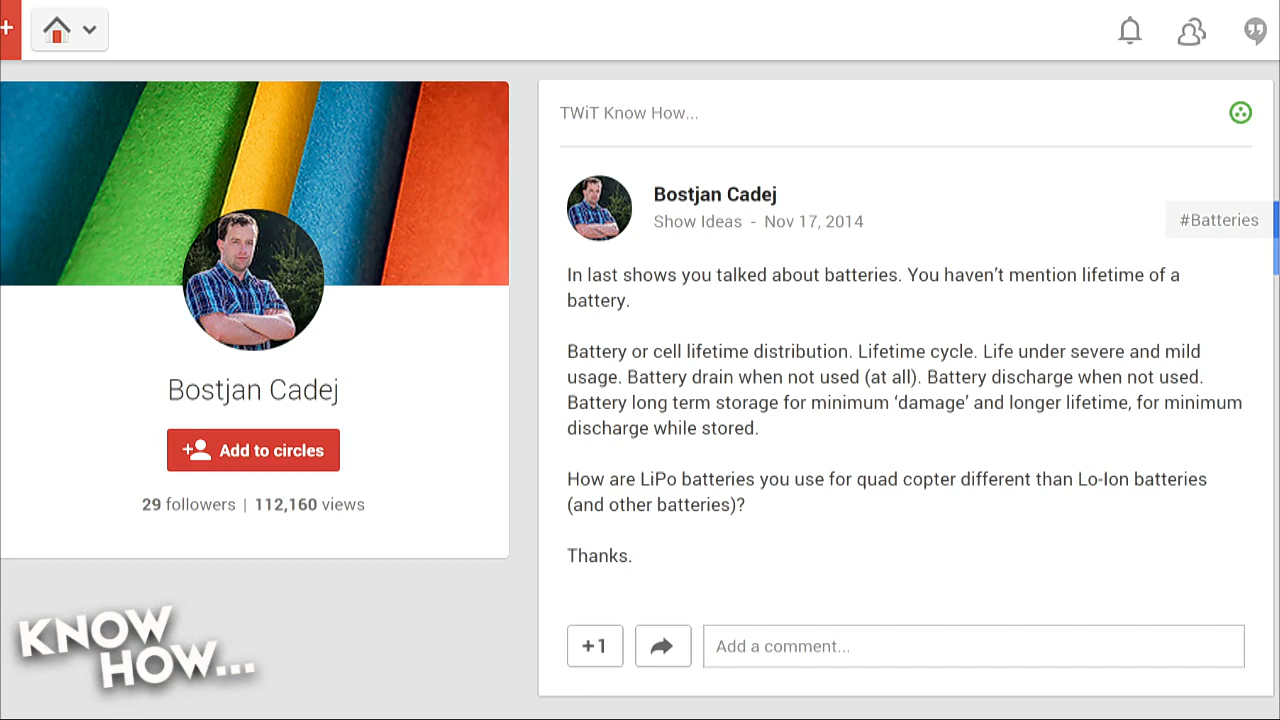 +
TWiT Know How...
Bostjan Cadej
Show Ideas - Nov 17, 2014
#Batteries
In last shows you talked about batteries. You haven’t mention lifetime of a
battery.
Battery or cell lifetime distribution. Lifetime cycle. Life under severe and mild
usage. Battery drain when not used (at all). Battery discharge when not used.
Battery long term storage for minimum ‘damage’ and longer lifetime, for minimum
discharge while stored.
How are LiPo batteries you use for quad copter different than Lo-Ion batteries
(and other batteries)?
Thanks.
+1
Add a comment...
Bostjan Cadej
Add to circles
29 followers | 112,160 views
KNOW
HOW...